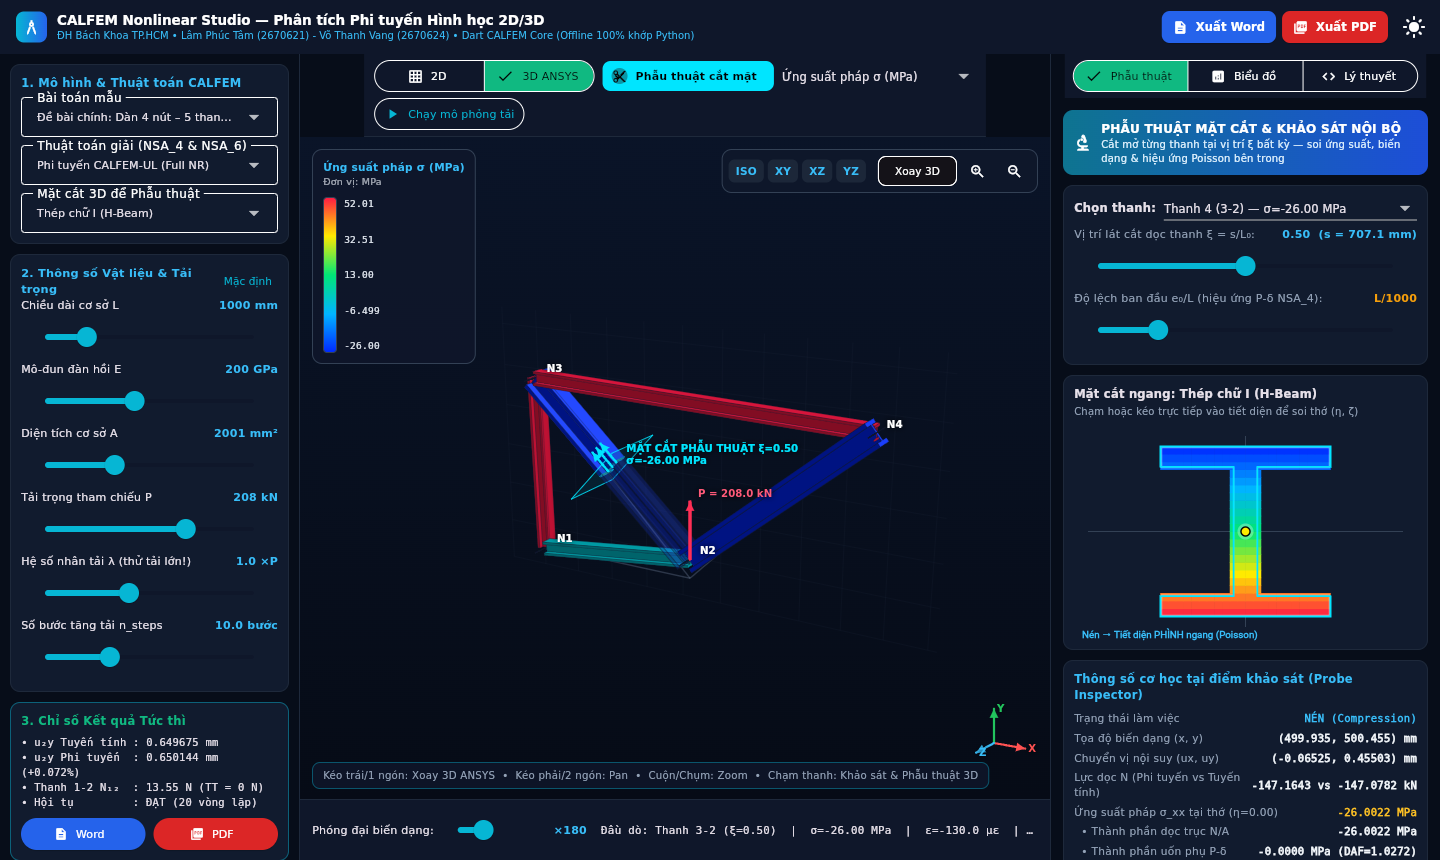 CALFEM Nonlinear Studio — Phân tích Phi tuyến Hình học 2D/3D
ĐH Bách Khoa TP.HCM • Lâm Phúc Tâm (2670621) - Võ Thanh Vang (2670624) • Dart CALFEM Core (Offline 100% khớp Python)
Xuất Word
Xuất PDF
1. Mô hình & Thuật toán CALFEM
Bài toán mẫu
Đề bài chính: Dàn 4 nút – 5 than...
Thuật toán giải (NSA_4 & NSA_6)
Phi tuyến CALFEM-UL (Full NR)
Mặt cắt 3D để Phẫu thuật
Thép chữ I (H-Beam)
2. Thông số Vật liệu & Tải trọng
Mặc định
Chiều dài cơ sở L
1000 mm
Mô-đun đàn hồi E
200 GPa
Diện tích cơ sở A
2001 mm²
Tải trọng tham chiếu P
208 kN
Hệ số nhân tải λ (thử tải lớn!)
1.0 ×P
Số bước tăng tải n_steps
10.0 bước
3. Chỉ số Kết quả Tức thì
• u₂y Tuyến tính : 0.649675 mm
• u₂y Phi tuyến : 0.650144 mm
(+0.072%)
• Thanh 1-2 N₁₂ : 13.55 N (TT = 0 N)
• Hội tụ : ĐẠT (20 vòng lặp)
Word
PDF
2D
3D ANSYS
Phẫu thuật cắt mặt
Ứng suất pháp σ (MPa)
Chạy mô phỏng tải
Ứng suất pháp σ (MPa)
Đơn vị: MPa
52.01
32.51
13.00
-6.499
-26.00
ISO
XY
XZ
YZ
Xoay 3D
N3
N4
MẶT CẮT PHẪU THUẬT ξ=0.50
σ=-26.00 MPa
P = 208.0 kN
N1
N2
Y
X
Z
Kéo trái/1 ngón: Xoay 3D ANSYS • Kéo phải/2 ngón: Pan • Cuộn/Chụm: Zoom • Chạm thanh: Khảo sát & Phẫu thuật 3D
Phóng đại biến dạng:
×180
Đầu dò: Thanh 3-2 (ξ=0.50) | σ=-26.00 MPa | ε=-130.0 με | …
Phẫu thuật
Biểu đồ
Lý thuyết
PHẪU THUẬT MẶT CẮT & KHẢO SÁT NỘI BỘ
Cắt mở từng thanh tại vị trí ξ bất kỳ — soi ứng suất, biến
dạng & hiệu ứng Poisson bên trong
Chọn thanh:
Thanh 4 (3-2) — σ=-26.00 MPa
Vị trí lát cắt dọc thanh ξ = s/L₀:
0.50 (s = 707.1 mm)
Độ lệch ban đầu e₀/L (hiệu ứng P-δ NSA_4):
L/1000
Mặt cắt ngang: Thép chữ I (H-Beam)
Chạm hoặc kéo trực tiếp vào tiết diện để soi thớ (η, ζ)
Nén → Tiết diện PHÌNH ngang (Poisson)
Thông số cơ học tại điểm khảo sát (Probe
Inspector)
Trạng thái làm việc
NÉN (Compression)
Tọa độ biến dạng (x, y)
(499.935, 500.455) mm
Chuyển vị nội suy (ux, uy)
(-0.06525, 0.45503) mm
Lực dọc N (Phi tuyến vs Tuyến
tính)
-147.1643 vs -147.0782 kN
Ứng suất pháp σ_xx tại thớ (η=0.00)
-26.0022 MPa
• Thành phần dọc trục N/A
-26.0022 MPa
• Thành phần uốn phụ P-δ
-0.0000 MPa (DAF=1.0272)